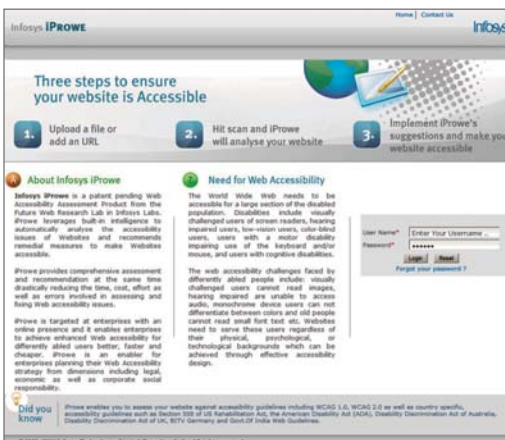 Home | Contact Us
Infosys iPROWE
Infosys
Three steps to ensure
your website is Accessible
1. Upload a file or
add an URL
2. Hit scan and iProwe
will analyse your website
3. Implement iProwe's
suggestions and make you
website accessible
About Infosys iProwe
Infosys iProwe is a patent pending Web
Accessibility Assessment Product from the
Future Web Research Lab in Infosys Labs.
iProwe leverages built-in intelligence to
automatically analyse the accessibility
issues of Websites and recommends
remedial measures to make Websites
accessible.
iProwe provides comprehensive assessment
and recommendation at the same time
drastically reducing the time, cost, effort as
well as errors involved in assessing and
fixing Web accessibility issues.
iProwe is targeted at enterprises with an
online presence and it enables enterprises
to achieve enhanced Web accessibility for
differently abled users better, faster and
cheaper. iProwe is an enabler for
enterprises planning their Web Accessibility
strategy from dimensions including legal,
economic as well as corporate social
responsibility.
Need for Web Accessibility
The World Wide Web needs to be
accessible for a large section of the disabled
population. Disabilities include visually
challenged users of screen readers, hearing
impaired users, low-vision users, color-blind
users, users with a motor disability
impairing use of the keyboard and/or
mouse, and users with cognitive disabilities.
The web accessibility challenges faced by
differently abled people include: visually
challenged users cannot read images,
hearing impaired are unable to access
audio, monochrome device users can not
differentiate between colors and old people
cannot read small font text etc. Websites
need to serve these users regardless of
their physical, psychological, or
technological backgrounds which can be
achieved through effective accessibility
design.
User Name* Enter Your Username ..
Password* ••••••
Login Reset
Forgot your password ?
Did you
know
iProwe enables you to assess your website against accessibility guidelines including WCAG 1.0, WCAG 2.0 as well as country specific,
accessibility guidelines such as Section 508 of US Rehabilitation Act, the American Disability Act (ADA), Disability Discrimination Act of Australia,
Disability Discrimination Act of UK, BITV Germany and Govt.Of India Web Guidelines.